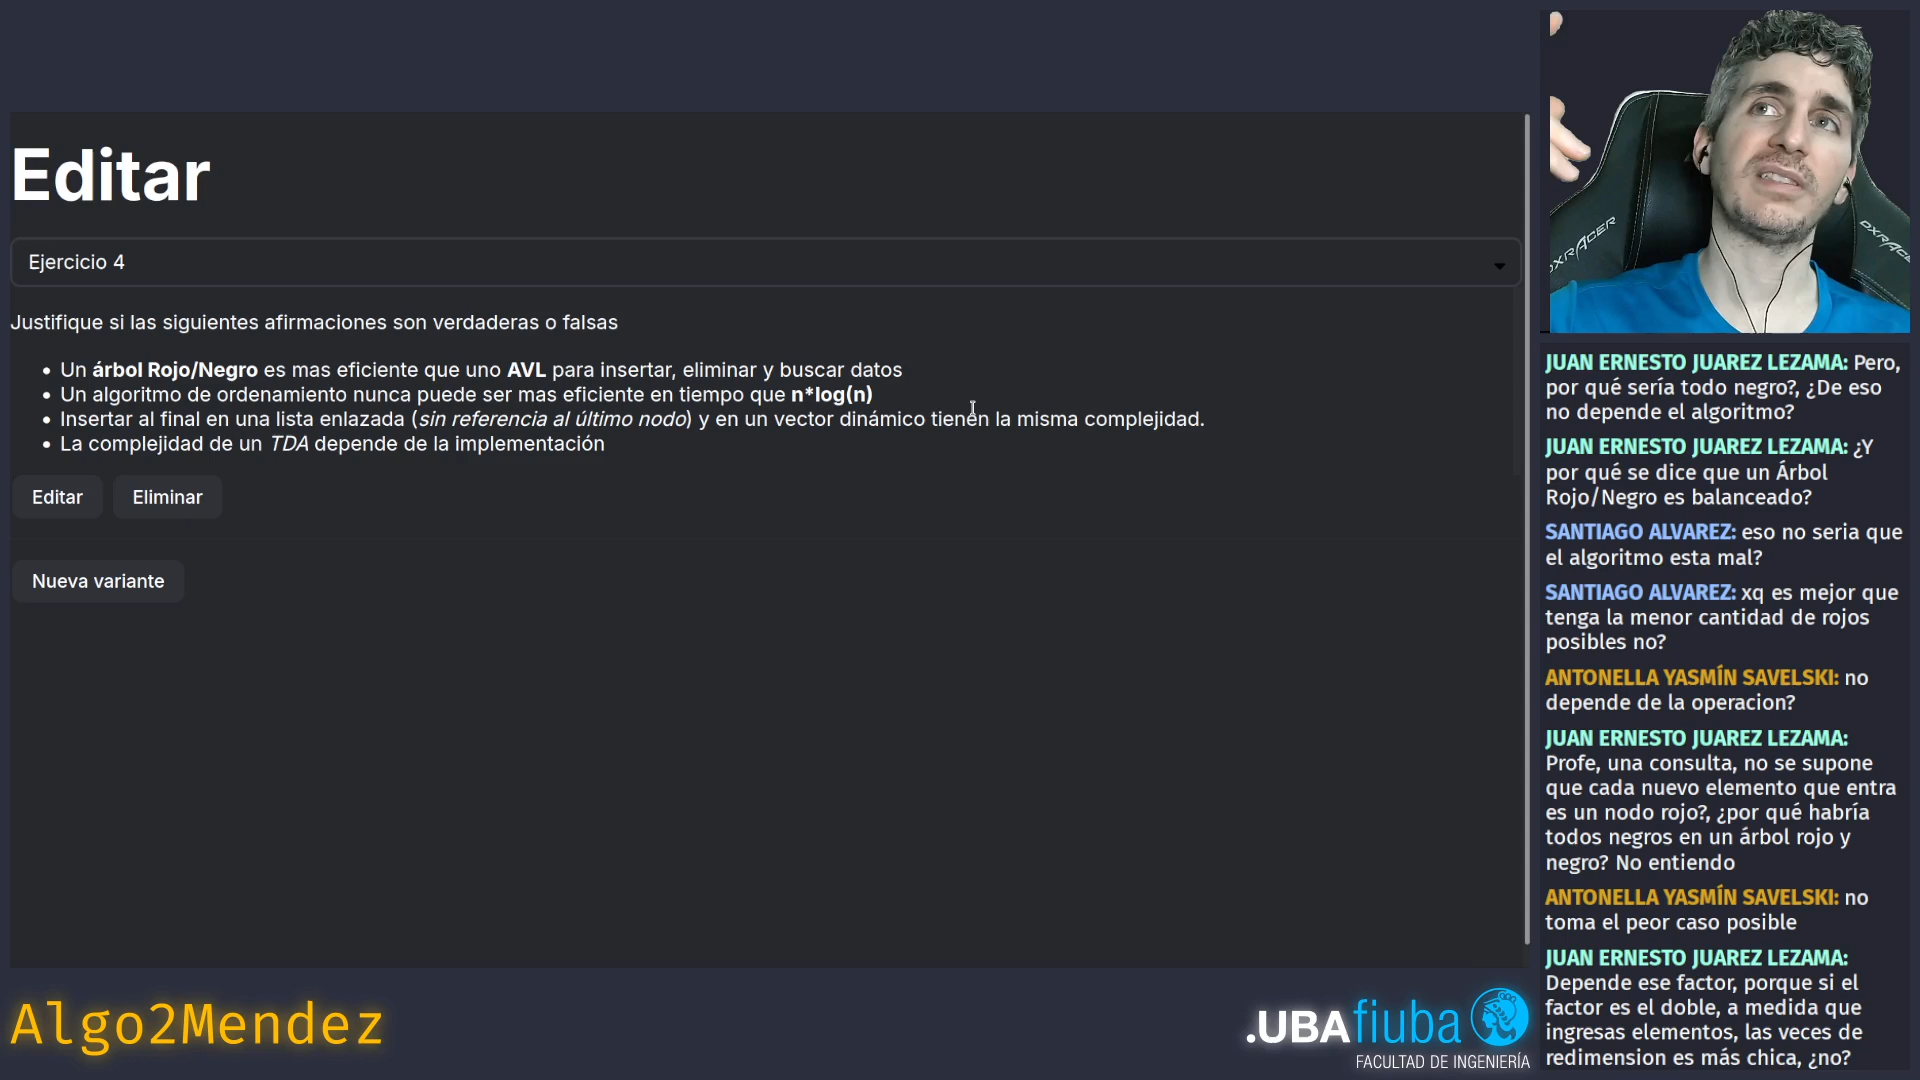 Editar
Ejercicio 4
Justifique si las siguientes afirmaciones son verdaderas o falsas
• Un árbol Rojo/Negro es mas eficiente que uno AVL para insertar, eliminar y buscar datos
• Un algoritmo de ordenamiento nunca puede ser mas eficiente en tiempo que n*log(n)
• Insertar al final en una lista enlazada (sin referencia al último nodo) y en un vector dinámico tienen la misma complejidad.
• La complejidad de un TDA depende de la implementación
Editar Eliminar
Nueva variante
DXRACER
DXRACER
JUAN ERNESTO JUAREZ LEZAMA: Pero,
por qué sería todo negro?, ¿De eso
no depende el algoritmo?
JUAN ERNESTO JUAREZ LEZAMA: ¿Y
por qué se dice que un Árbol
Rojo/Negro es balanceado?
SANTIAGO ALVAREZ: eso no seria que
el algoritmo esta mal?
SANTIAGO ALVAREZ: xq es mejor que
tenga la menor cantidad de rojos
posibles no?
ANTONELLA YASMÍN SAVELSKI: no
depende de la operacion?
JUAN ERNESTO JUAREZ LEZAMA:
Profe, una consulta, no se supone
que cada nuevo elemento que entra
es un nodo rojo?, ¿por qué habría
todos negros en un árbol rojo y
negro? No entiendo
ANTONELLA YASMÍN SAVELSKI: no
toma el peor caso posible
JUAN ERNESTO JUAREZ LEZAMA:
Depende ese factor, porque si el
factor es el doble, a medida que
ingresas elementos, las veces de
redimension es más chica, ¿no?
Algo2Mendez
.UBAfiuba
FACULTAD DE INGENIERÍA